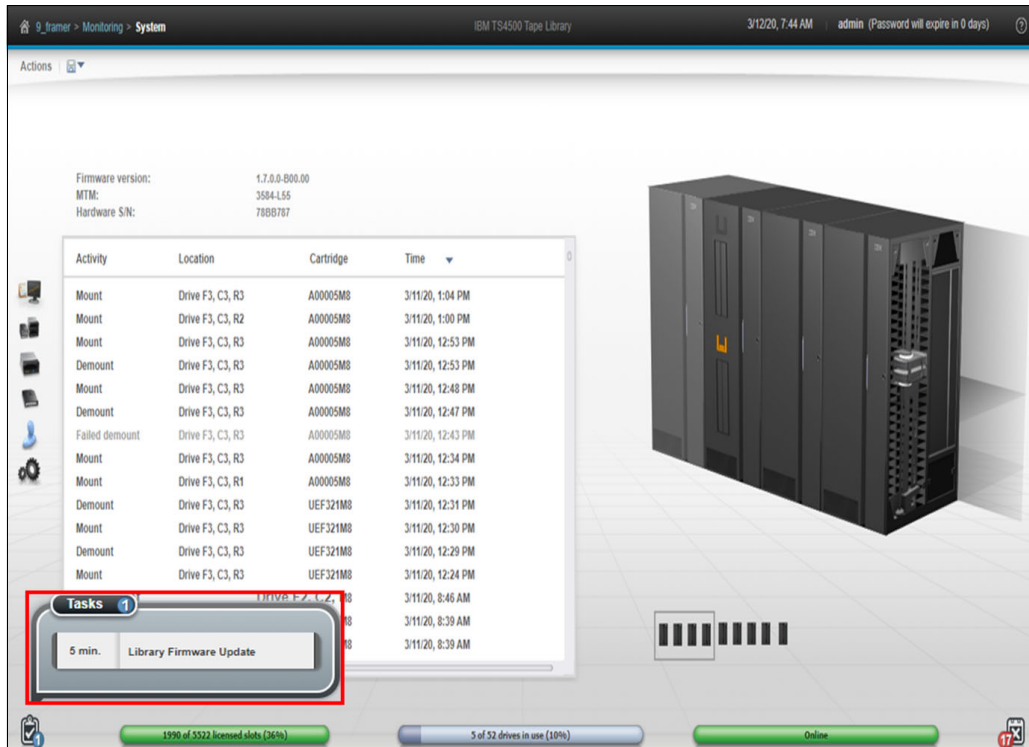 9_framer > Monitoring > System
IBM TS4500 Tape Library
3/12/20, 7:44 AM
admin (Password will expire in 0 days)
?
Actions
Firmware version: 1.7.0.0-B00.00
MTM: 3584-L55
Hardware S/N: 78BB787
Activity Location Cartridge Time 0
Mount Drive F3, C3, R3 A00005M8 3/11/20, 1:04 PM
Mount Drive F3, C3, R2 A00005M8 3/11/20, 1:00 PM
Mount Drive F3, C3, R3 A00005M8 3/11/20, 12:53 PM
Demount Drive F3, C3, R3 A00005M8 3/11/20, 12:53 PM
Mount Drive F3, C3, R3 A00005M8 3/11/20, 12:48 PM
Demount Drive F3, C3, R3 A00005M8 3/11/20, 12:47 PM
Failed demount Drive F3, C3, R3 A00005M8 3/11/20, 12:43 PM
Mount Drive F3, C3, R3 A00005M8 3/11/20, 12:34 PM
Mount Drive F3, C3, R1 A00005M8 3/11/20, 12:33 PM
Demount Drive F3, C3, R3 UEF321M8 3/11/20, 12:31 PM
Mount Drive F3, C3, R3 UEF321M8 3/11/20, 12:30 PM
Demount Drive F3, C3, R3 UEF321M8 3/11/20, 12:29 PM
Mount Drive F3, C3, R3 UEF321M8 3/11/20, 12:24 PM
Drive F2, C2, M8 3/11/20, 8:46 AM
M8 3/11/20, 8:39 AM
M8 3/11/20, 8:39 AM
Tasks 1
5 min. Library Firmware Update
1
1990 of 5522 licensed slots (36%)
5 of 52 drives in use (10%)
Online
17